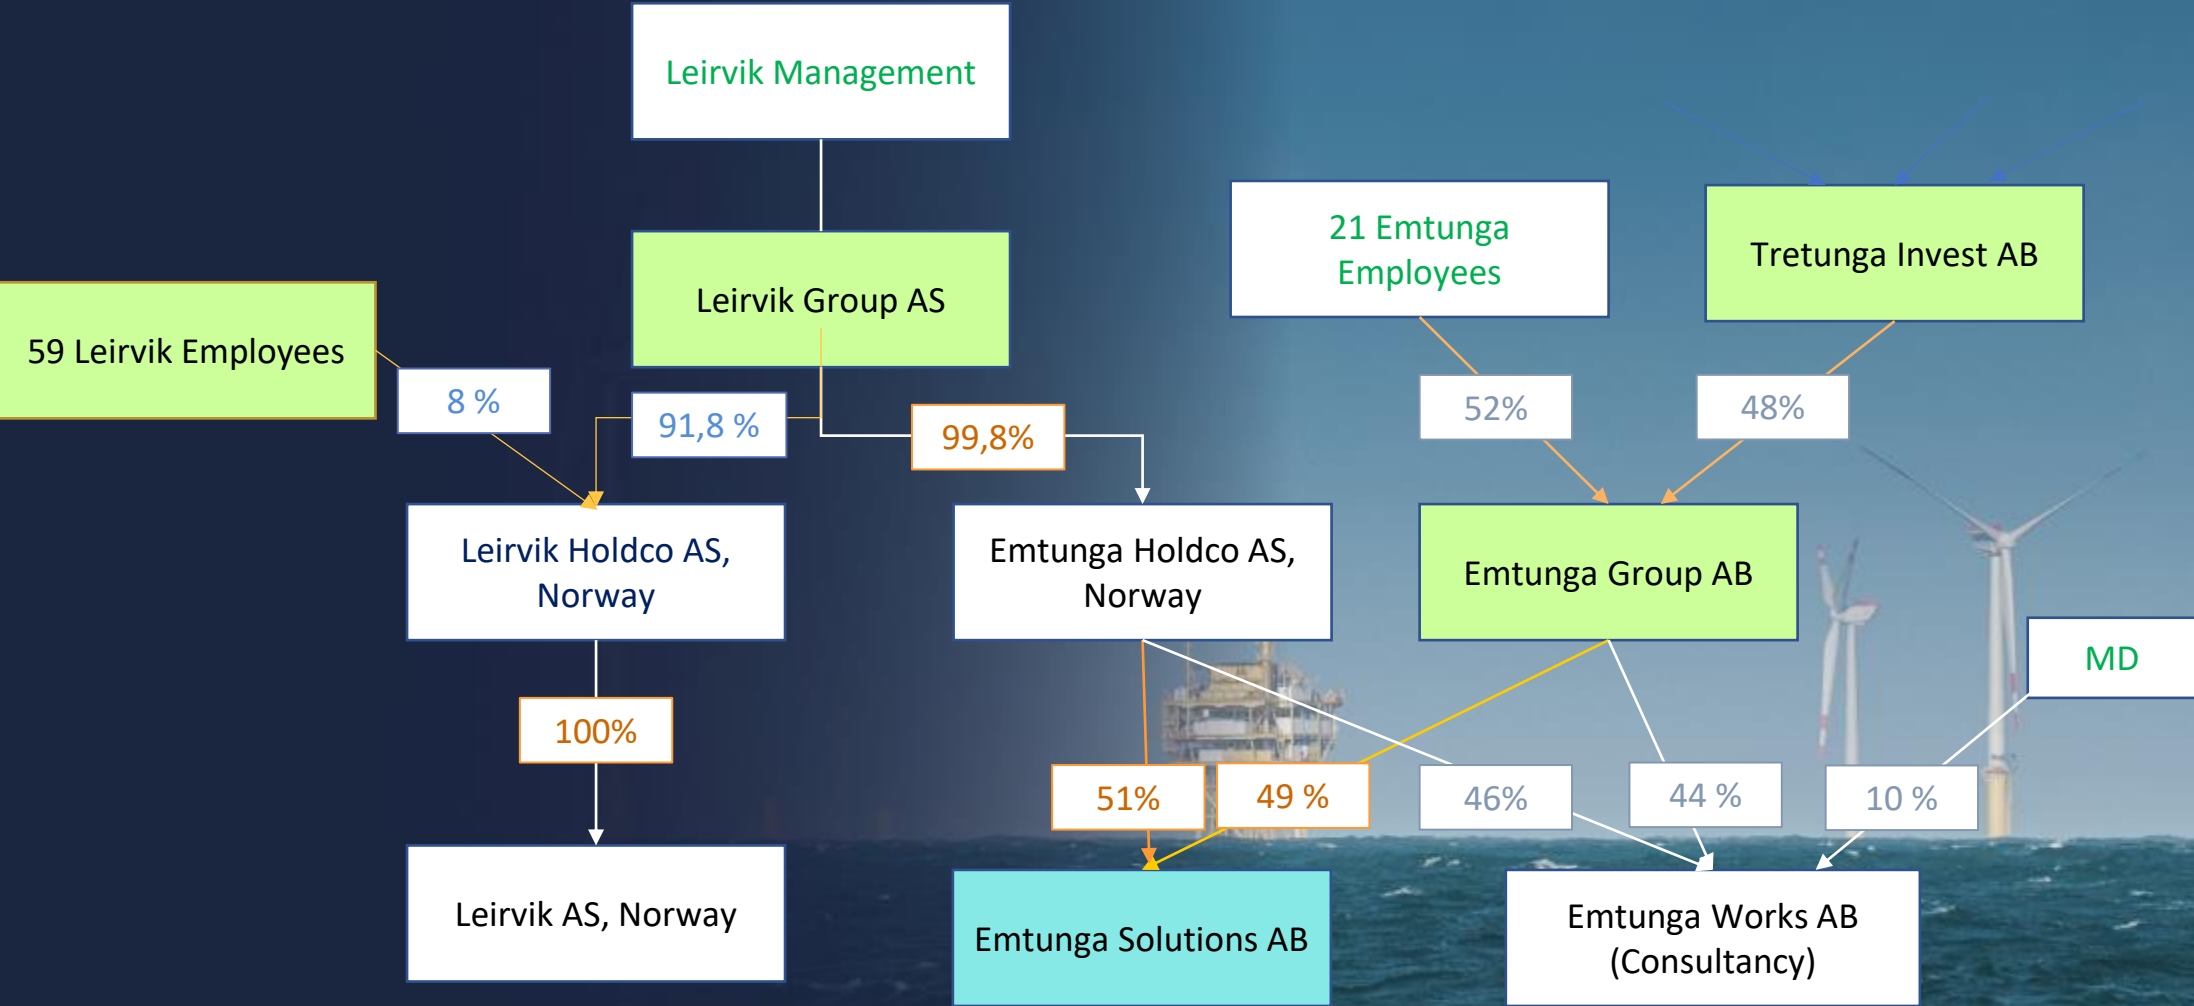 Leirvik Management
21 Emtunga
Employees
Tretunga Invest AB
Leirvik Group AS
59 Leirvik Employees
8 %
91,8 %
99,8%
52%
48%
Leirvik Holdco AS,
Norway
Emtunga Holdco AS,
Norway
Emtunga Group AB
MD
100%
51%
49 %
46%
44 %
10 %
Leirvik AS, Norway
Emtunga Solutions AB
Emtunga Works AB
(Consultancy)